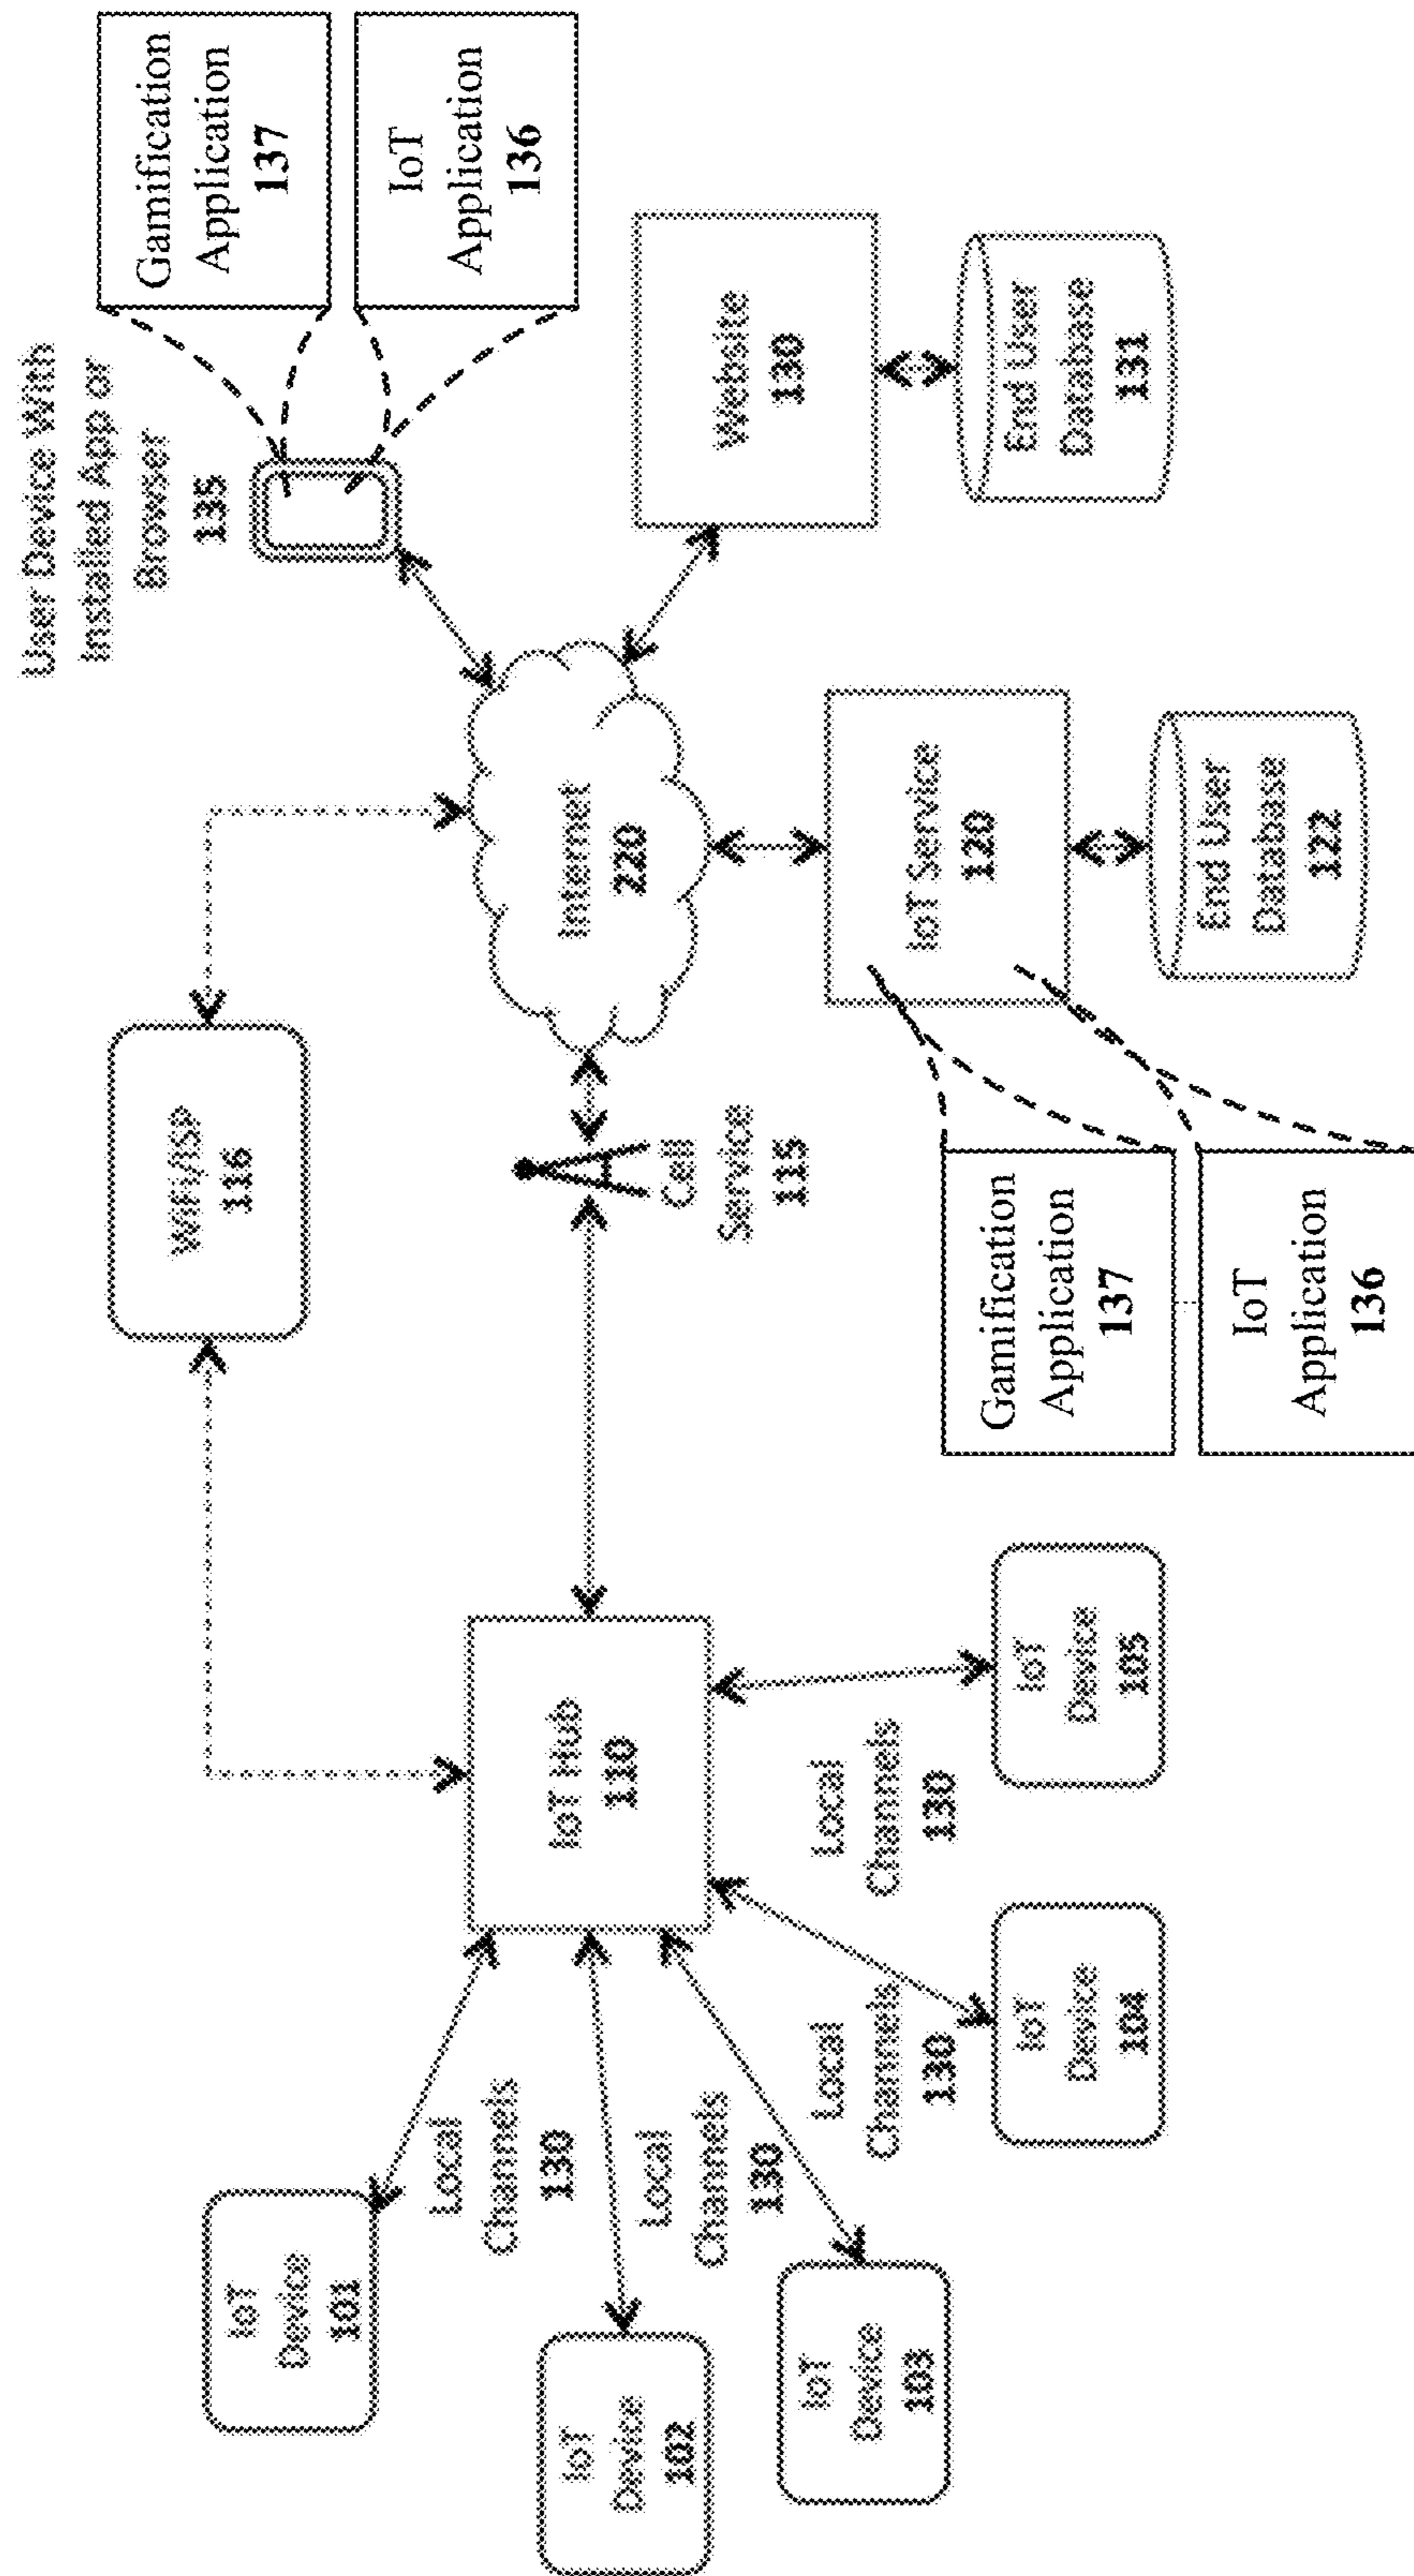 User Device With
Installed App or
Browser
135
Gamification
Application
137
IoT
Application
136
WiFi/ISP
116
Internet
220
Website
130
End User
Database
131
Cell
Service
115
IoT Service
120
End User
Database
122
Gamification
Application
137
IoT
Application
136
IoT Hub
110
IoT
Device
101
Local
Channels
130
IoT
Device
102
Local
Channels
130
IoT
Device
103
Local
Channels
130
IoT
Device
104
Local
Channels
130
IoT
Device
105